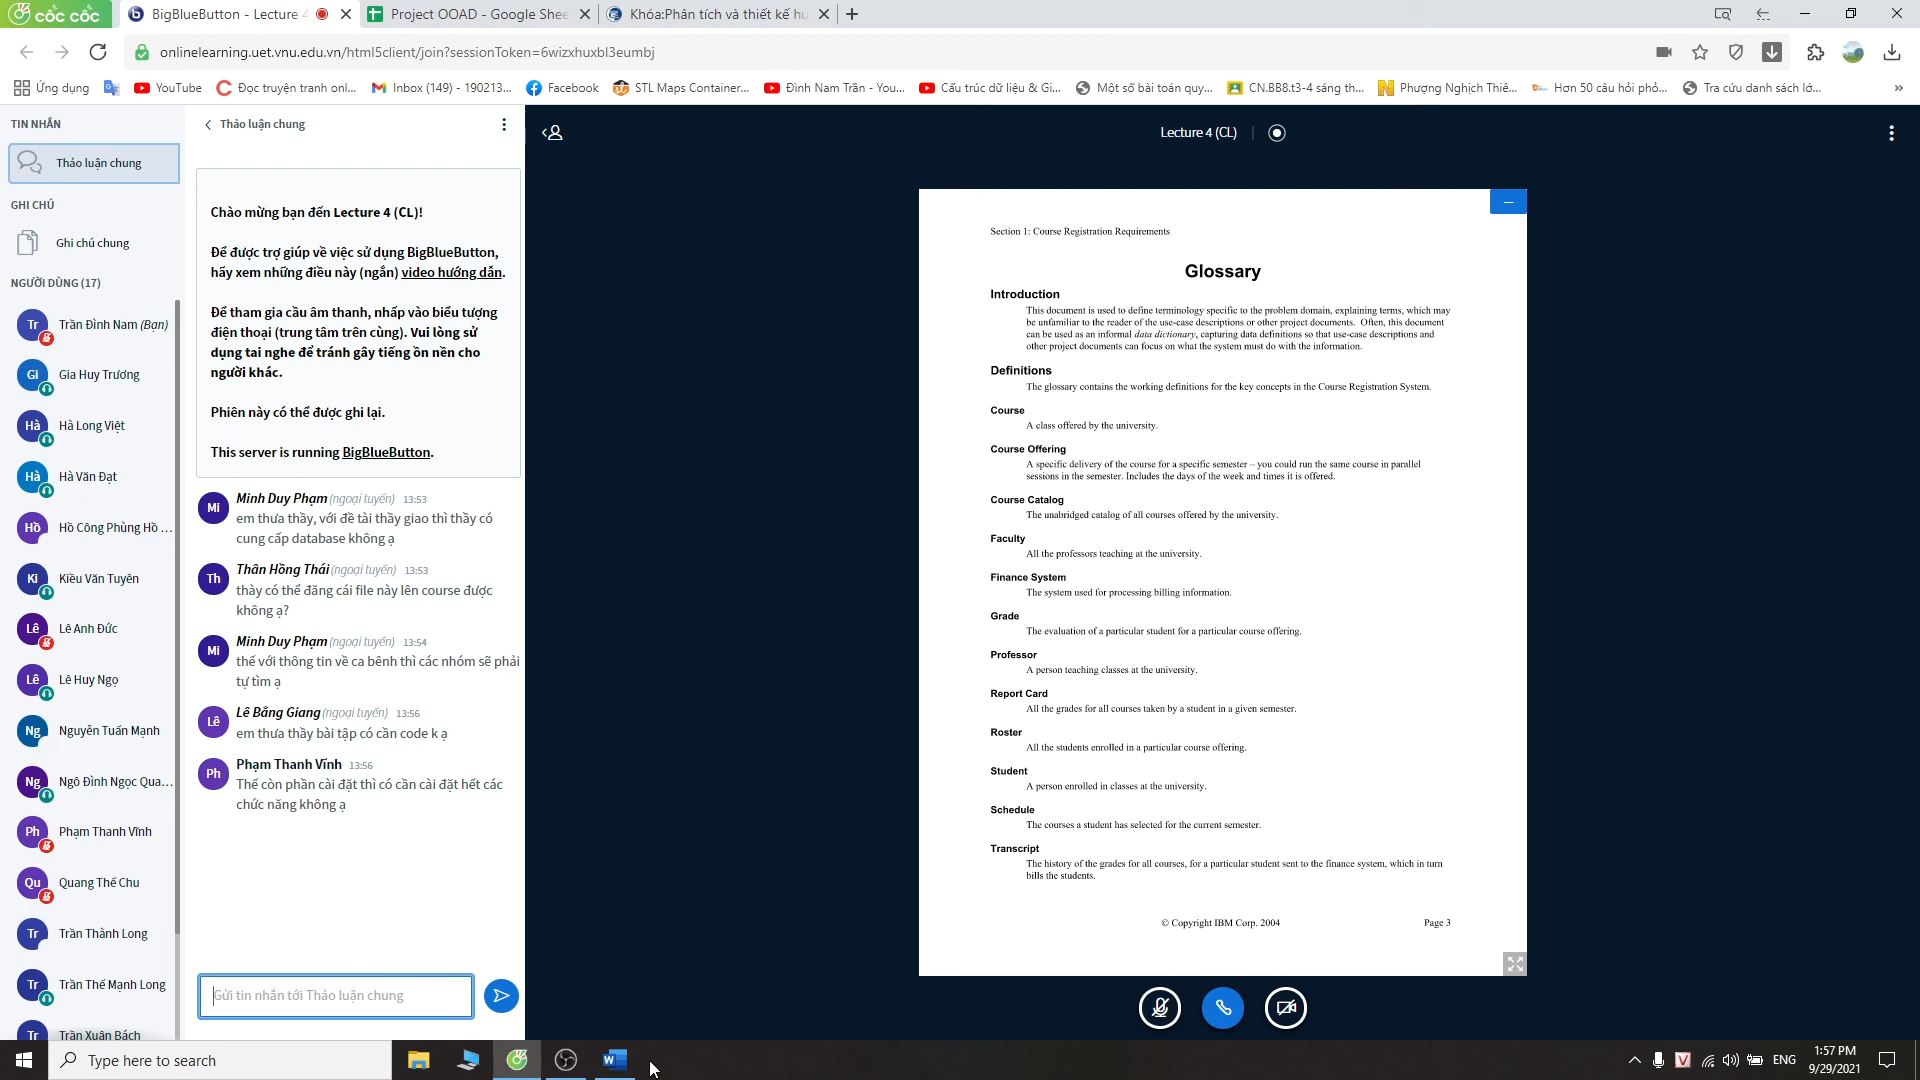 cốc cốc
BigBlueButton - Lecture 4
Project OOAD - Google Shee
Khóa:Phân tích và thiết kế hu
onlinelearning.uet.vnu.edu.vn/html5client/join?sessionToken=6wizxhuxbl3eumbj
Ứng dụng
YouTube
Đọc truyện tranh onl...
Inbox (149) - 190213...
Facebook
STL Maps Container...
Đình Nam Trần - You...
Cấu trúc dữ liệu & Gi...
Một số bài toán quy...
CN.BB8.t3-4 sáng th...
Phượng Nghịch Thiê...
Hơn 50 câu hỏi phỏ...
Tra cứu danh sách lớ...
TIN NHẮN
Thảo luận chung
GHI CHÚ
Ghi chú chung
NGƯỜI DÙNG (17)
Tr Trần Đình Nam (Bạn)
Gi Gia Huy Trương
Hà Hà Long Việt
Hà Hà Văn Đạt
Hồ Hồ Công Phùng Hồ ...
Ki Kiều Văn Tuyên
Lê Lê Anh Đức
Lê Lê Huy Ngọ
Ng Nguyễn Tuấn Mạnh
Ng Ngô Đình Ngọc Qua...
Ph Phạm Thanh Vĩnh
Qu Quang Thế Chu
Tr Trần Thành Long
Tr Trần Thế Mạnh Long
Tr Trần Xuân Bách
Thảo luận chung
Chào mừng bạn đến Lecture 4 (CL)!
Để được trợ giúp về việc sử dụng BigBlueButton,
hãy xem những điều này (ngắn) video hướng dẫn.
Để tham gia cầu âm thanh, nhấp vào biểu tượng
điện thoại (trung tâm trên cùng). Vui lòng sử
dụng tai nghe để tránh gây tiếng ồn nền cho
người khác.
Phiên này có thể được ghi lại.
This server is running BigBlueButton.
Mi Minh Duy Phạm (ngoại tuyến) 13:53
em thưa thầy, với đề tài thầy giao thì thầy có
cung cấp database không ạ
Th Thân Hồng Thái (ngoại tuyến) 13:53
thày có thể đăng cái file này lên course được
không ạ?
Mi Minh Duy Phạm (ngoại tuyến) 13:54
thế với thông tin về ca bênh thì các nhóm sẽ phải
tự tìm ạ
Lê Lê Bằng Giang (ngoại tuyến) 13:56
em thưa thầy bài tập có cần code k ạ
Ph Phạm Thanh Vĩnh 13:56
Thế còn phần cài đặt thì có cần cài đặt hết các
chức năng không ạ
Gửi tin nhắn tới Thảo luận chung
Lecture 4 (CL)
Section 1: Course Registration Requirements
Glossary
Introduction
This document is used to define terminology specific to the problem domain, explaining terms, which may
be unfamiliar to the reader of the use-case descriptions or other project documents. Often, this document
can be used as an informal data dictionary, capturing data definitions so that use-case descriptions and
other project documents can focus on what the system must do with the information.
Definitions
The glossary contains the working definitions for the key concepts in the Course Registration System.
Course
A class offered by the university.
Course Offering
A specific delivery of the course for a specific semester – you could run the same course in parallel
sessions in the semester. Includes the days of the week and times it is offered.
Course Catalog
The unabridged catalog of all courses offered by the university.
Faculty
All the professors teaching at the university.
Finance System
The system used for processing billing information.
Grade
The evaluation of a particular student for a particular course offering.
Professor
A person teaching classes at the university.
Report Card
All the grades for all courses taken by a student in a given semester.
Roster
All the students enrolled in a particular course offering.
Student
A person enrolled in classes at the university.
Schedule
The courses a student has selected for the current semester.
Transcript
The history of the grades for all courses, for a particular student sent to the finance system, which in turn
bills the students.
© Copyright IBM Corp. 2004 Page 3
Type here to search
ENG
1:57 PM
9/29/2021